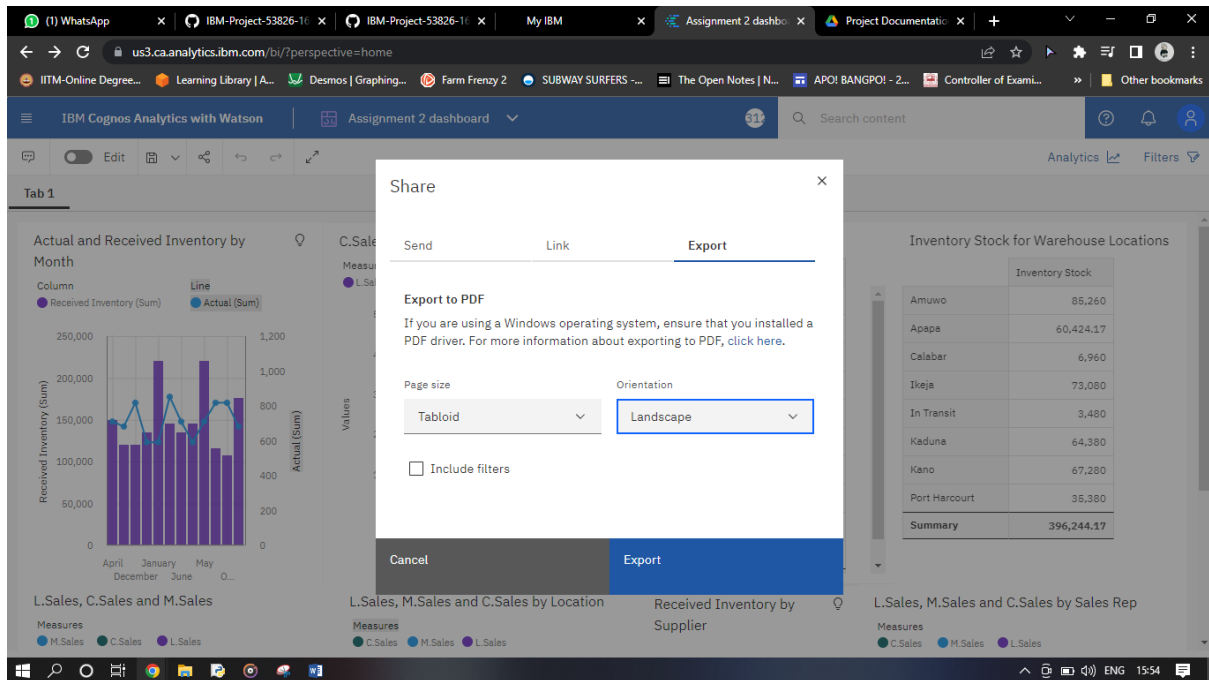 (1) WhatsApp
IBM-Project-53826-16
IBM-Project-53826-16
My IBM
Assignment 2 dashbo
Project Documentatio
us3.ca.analytics.ibm.com/bi/?perspective=home
IITM-Online Degree...
Learning Library | A...
Desmos | Graphing...
Farm Frenzy 2
SUBWAY SURFERS -...
The Open Notes | N...
APO! BANGPO! - 2...
Controller of Exami...
»
Other bookmarks
IBM Cognos Analytics with Watson
Assignment 2 dashboard
Search content
Edit
Analytics
Filters
Tab 1
Share
Send
Link
Export
Export to PDF
If you are using a Windows operating system, ensure that you installed a
PDF driver. For more information about exporting to PDF, click here.
Page size
Orientation
Tabloid
Landscape
Include filters
Cancel
Export
Actual and Received Inventory by
Month
Column
Line
Received Inventory (Sum)
Actual (Sum)
250,000
200,000
150,000
100,000
50,000
0
Received Inventory (Sum)
1,200
1,000
800
600
400
200
0
Actual (Sum)
April January May
December June O...
C.Sale
Measu
L.Sal
Values
Inventory Stock for Warehouse Locations
Inventory Stock
Amuwo 85,260
Apapa 60,424.17
Calabar 6,960
Ikeja 73,080
In Transit 3,480
Kaduna 64,380
Kano 67,280
Port Harcourt 35,380
Summary 396,244.17
L.Sales, C.Sales and M.Sales
Measures
M.Sales C.Sales L.Sales
L.Sales, M.Sales and C.Sales by Location
Measures
C.Sales M.Sales L.Sales
Received Inventory by
Supplier
L.Sales, M.Sales and C.Sales by Sales Rep
Measures
C.Sales M.Sales L.Sales
ENG 15:54